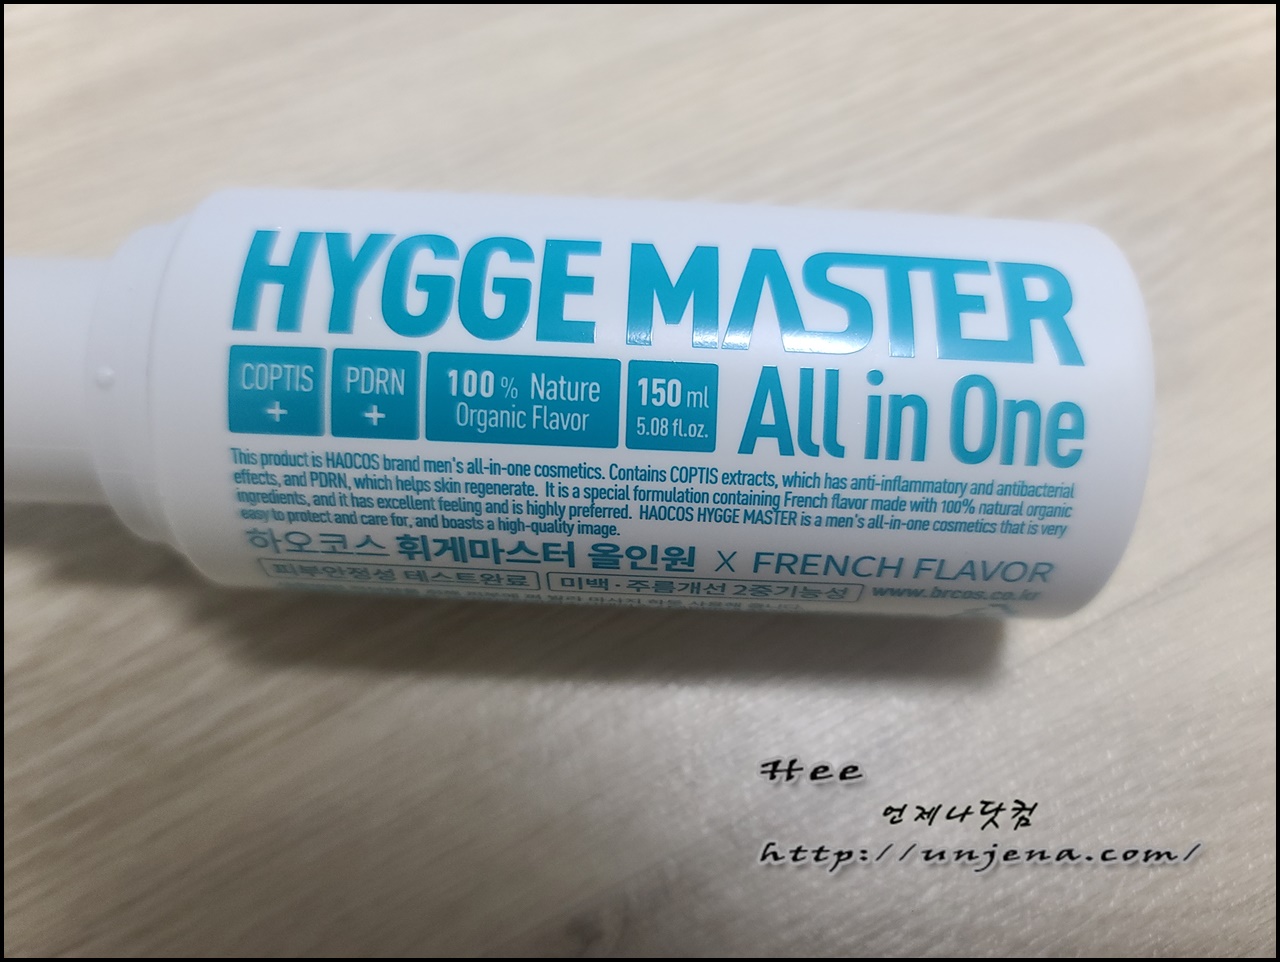 HYGGE MASTER
COPTIS + PDRN + 100 % Nature Organic Flavor 150 ml 5.08 fl.oz. All in One
This product is HAOCOS brand men's all-in-one cosmetics. Contains COPTIS extracts, which has anti-inflammatory and antibacterial
effects, and PDRN, which helps skin regenerate. It is a special formulation containing French flavor made with 100% natural organic
ingredients, and it has excellent feeling and is highly preferred. HAOCOS HYGGE MASTER is a men's all-in-one cosmetics that is very
easy to protect and care for, and boasts a high-quality image.
하오코스 휘게마스터 올인원 X FRENCH FLAVOR
피부안정성 테스트완료 미백·주름개선 2중기능성 www.brcos.co.kr
Hee
언제나닷컴
http://unjena.com/